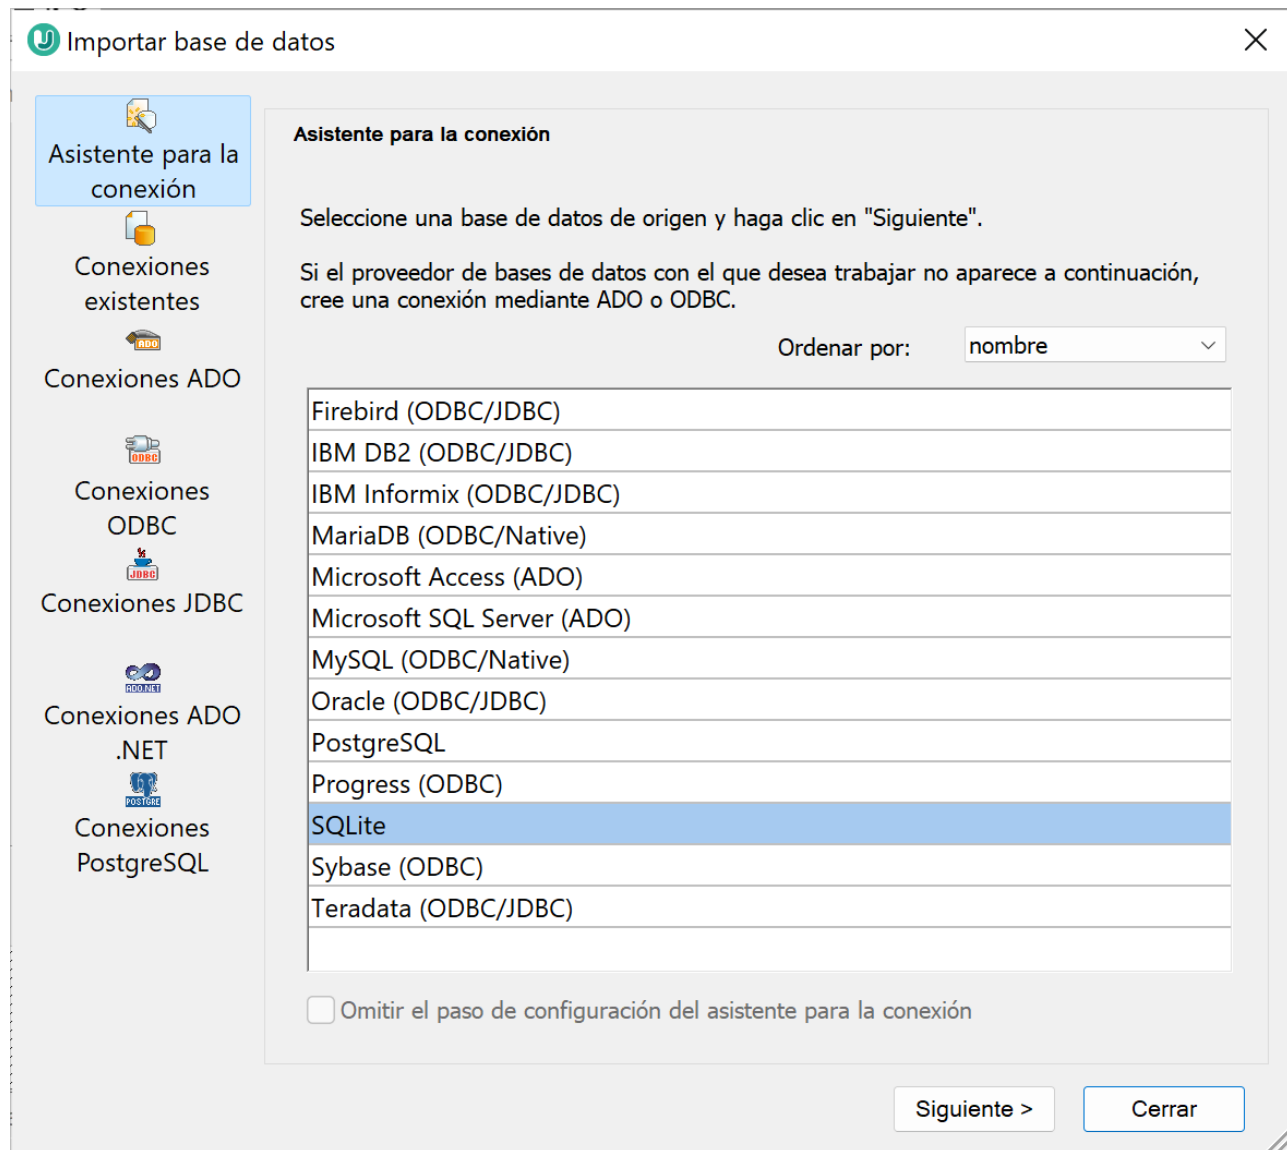 Importar base de datos
Asistente para la
conexión
Conexiones
existentes
ADO
Conexiones ADO
ODBC
Conexiones
ODBC
JDBC
Conexiones JDBC
ADO.NET
Conexiones ADO
.NET
POSTGRE
Conexiones
PostgreSQL
Asistente para la conexión
Seleccione una base de datos de origen y haga clic en "Siguiente".
Si el proveedor de bases de datos con el que desea trabajar no aparece a continuación,
cree una conexión mediante ADO o ODBC.
Ordenar por: nombre
Firebird (ODBC/JDBC)
IBM DB2 (ODBC/JDBC)
IBM Informix (ODBC/JDBC)
MariaDB (ODBC/Native)
Microsoft Access (ADO)
Microsoft SQL Server (ADO)
MySQL (ODBC/Native)
Oracle (ODBC/JDBC)
PostgreSQL
Progress (ODBC)
SQLite
Sybase (ODBC)
Teradata (ODBC/JDBC)
Omitir el paso de configuración del asistente para la conexión
Siguiente > Cerrar